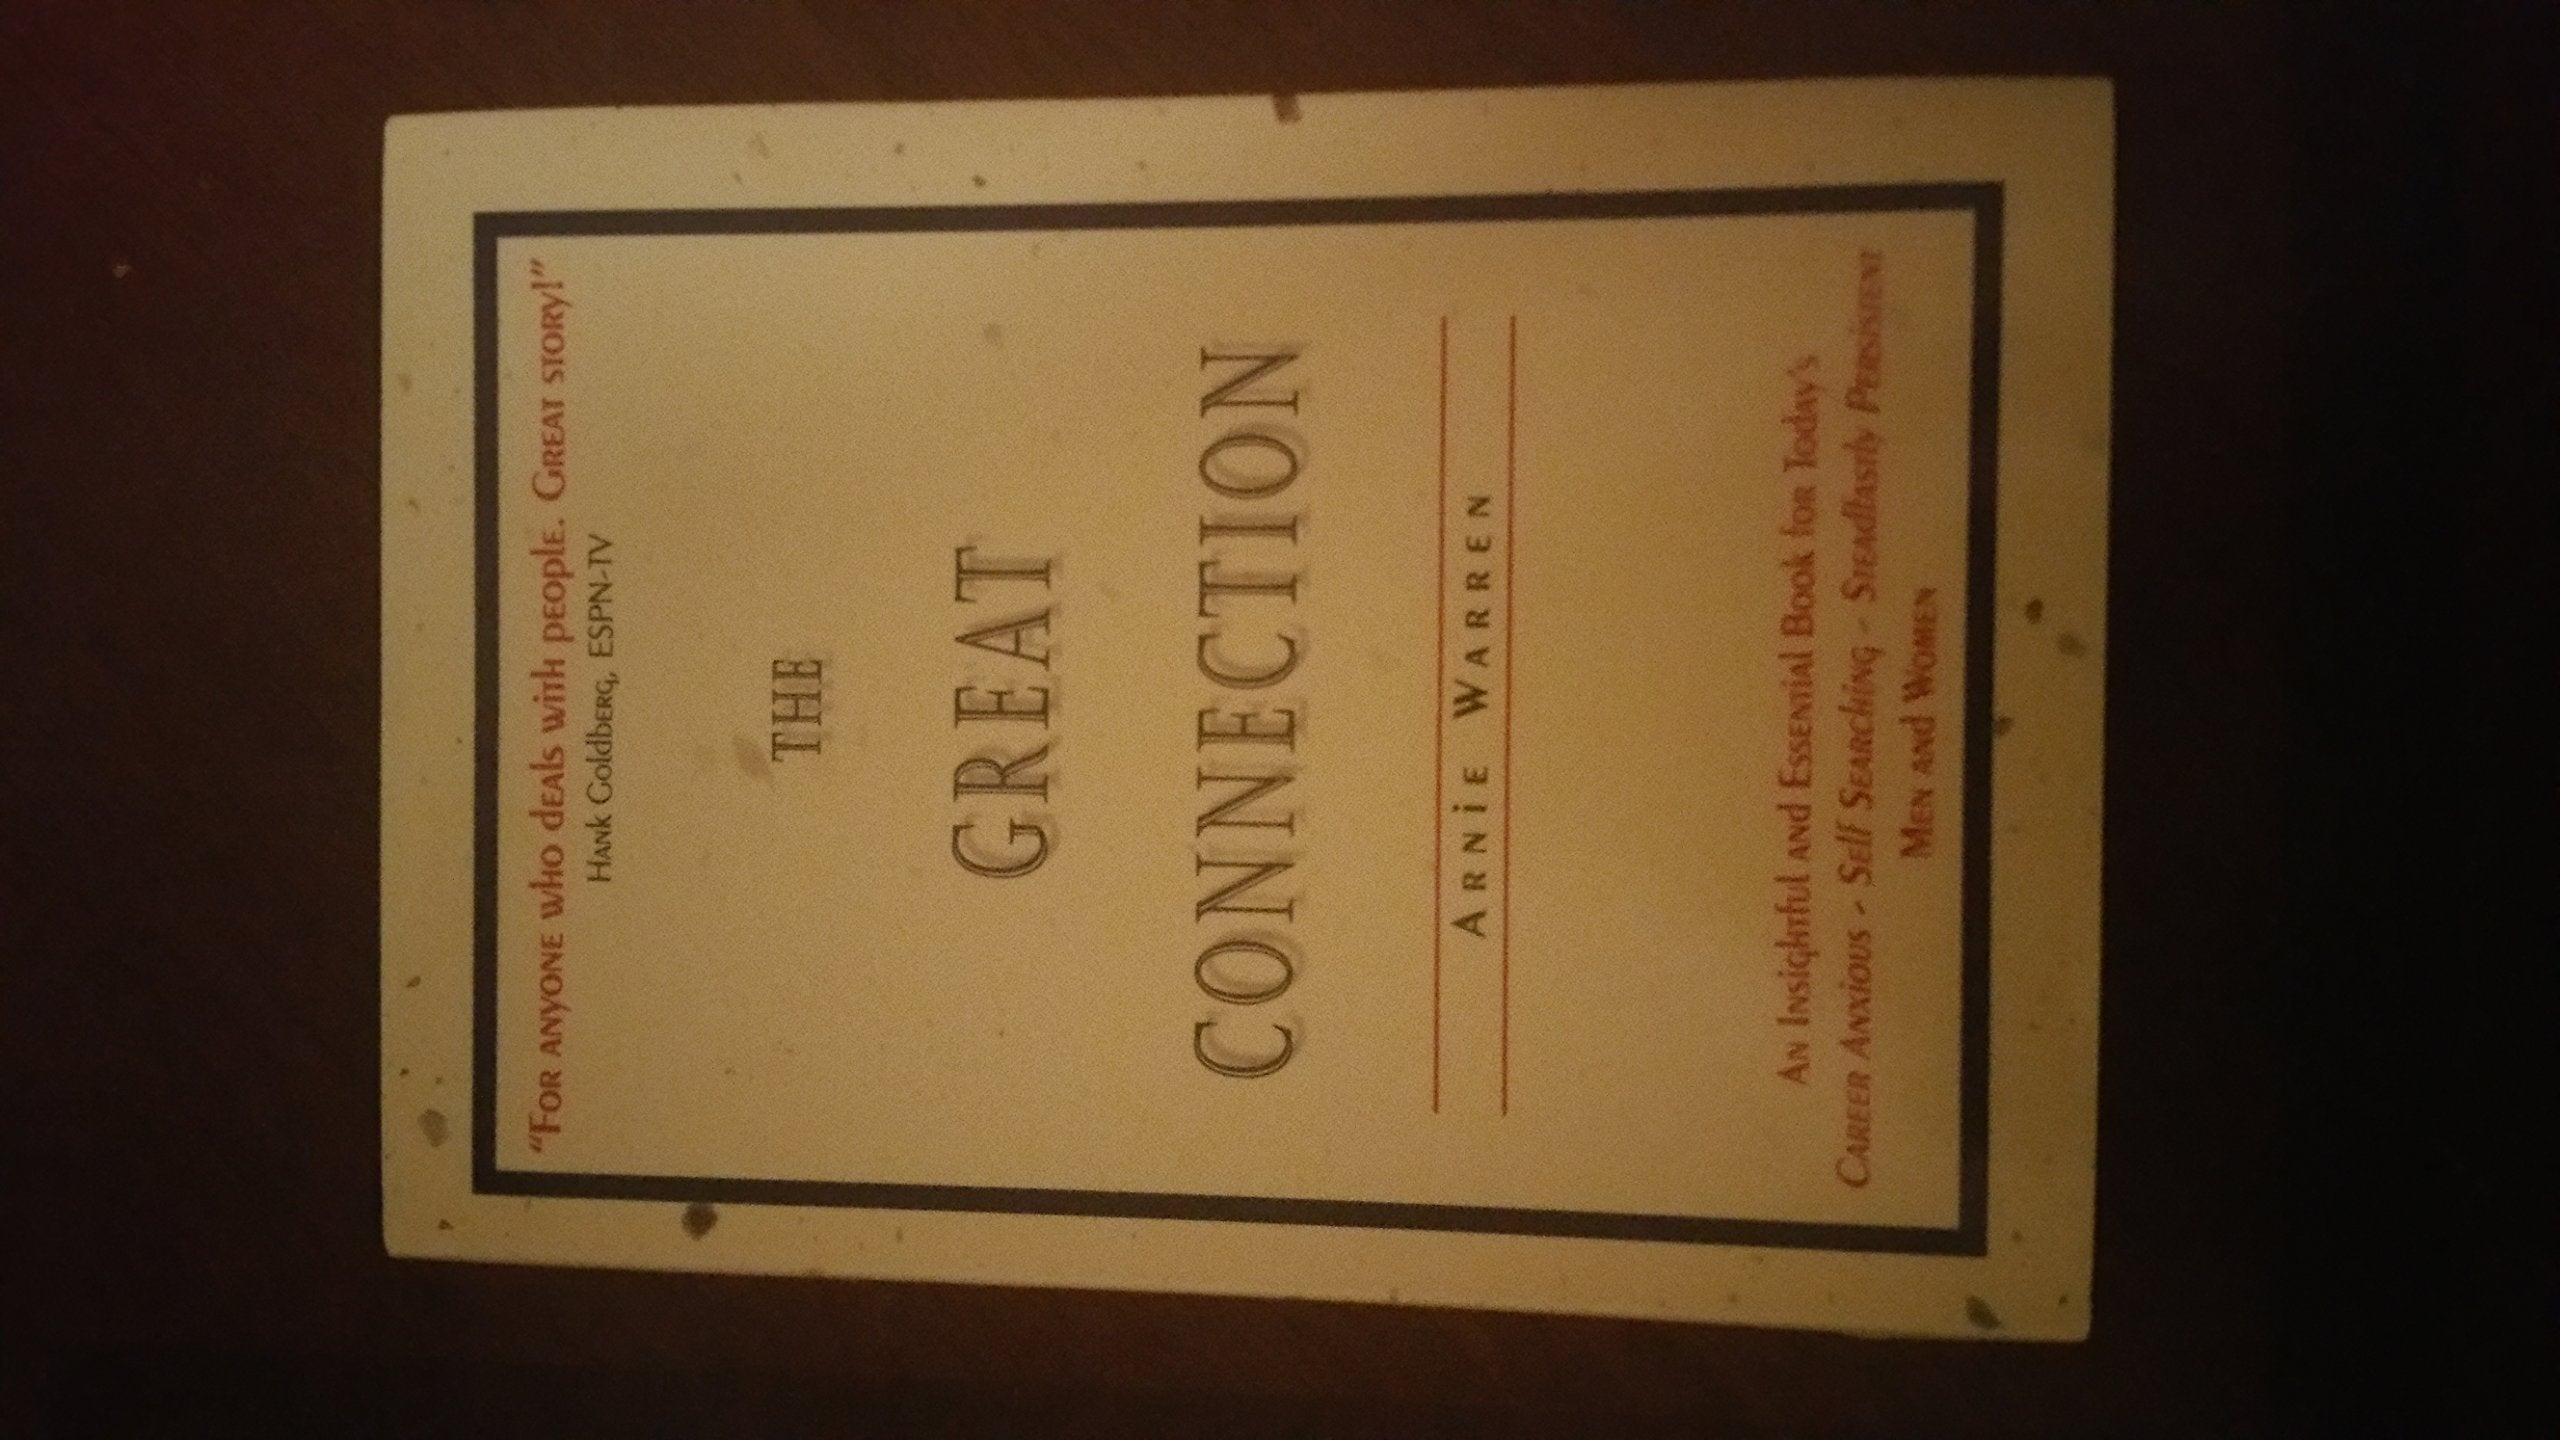 "For anyone who deals with people. Great story!"
Hank Goldberg, ESPN-TV
THE
GREAT
CONNECTION
Arnie Warren
An Insightful and Essential Book for Today's
Career Anxious - Self Searching - Steadfastly Persistent
Men and Women